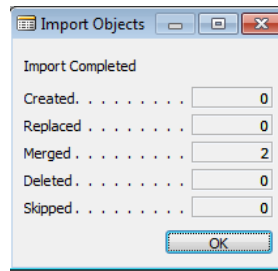 Import Objects
Import Completed
Created. . . . . . . . . . 0
Replaced . . . . . . . . . 0
Merged. . . . . . . . . . 2
Deleted. . . . . . . . . . 0
Skipped. . . . . . . . . . 0
OK